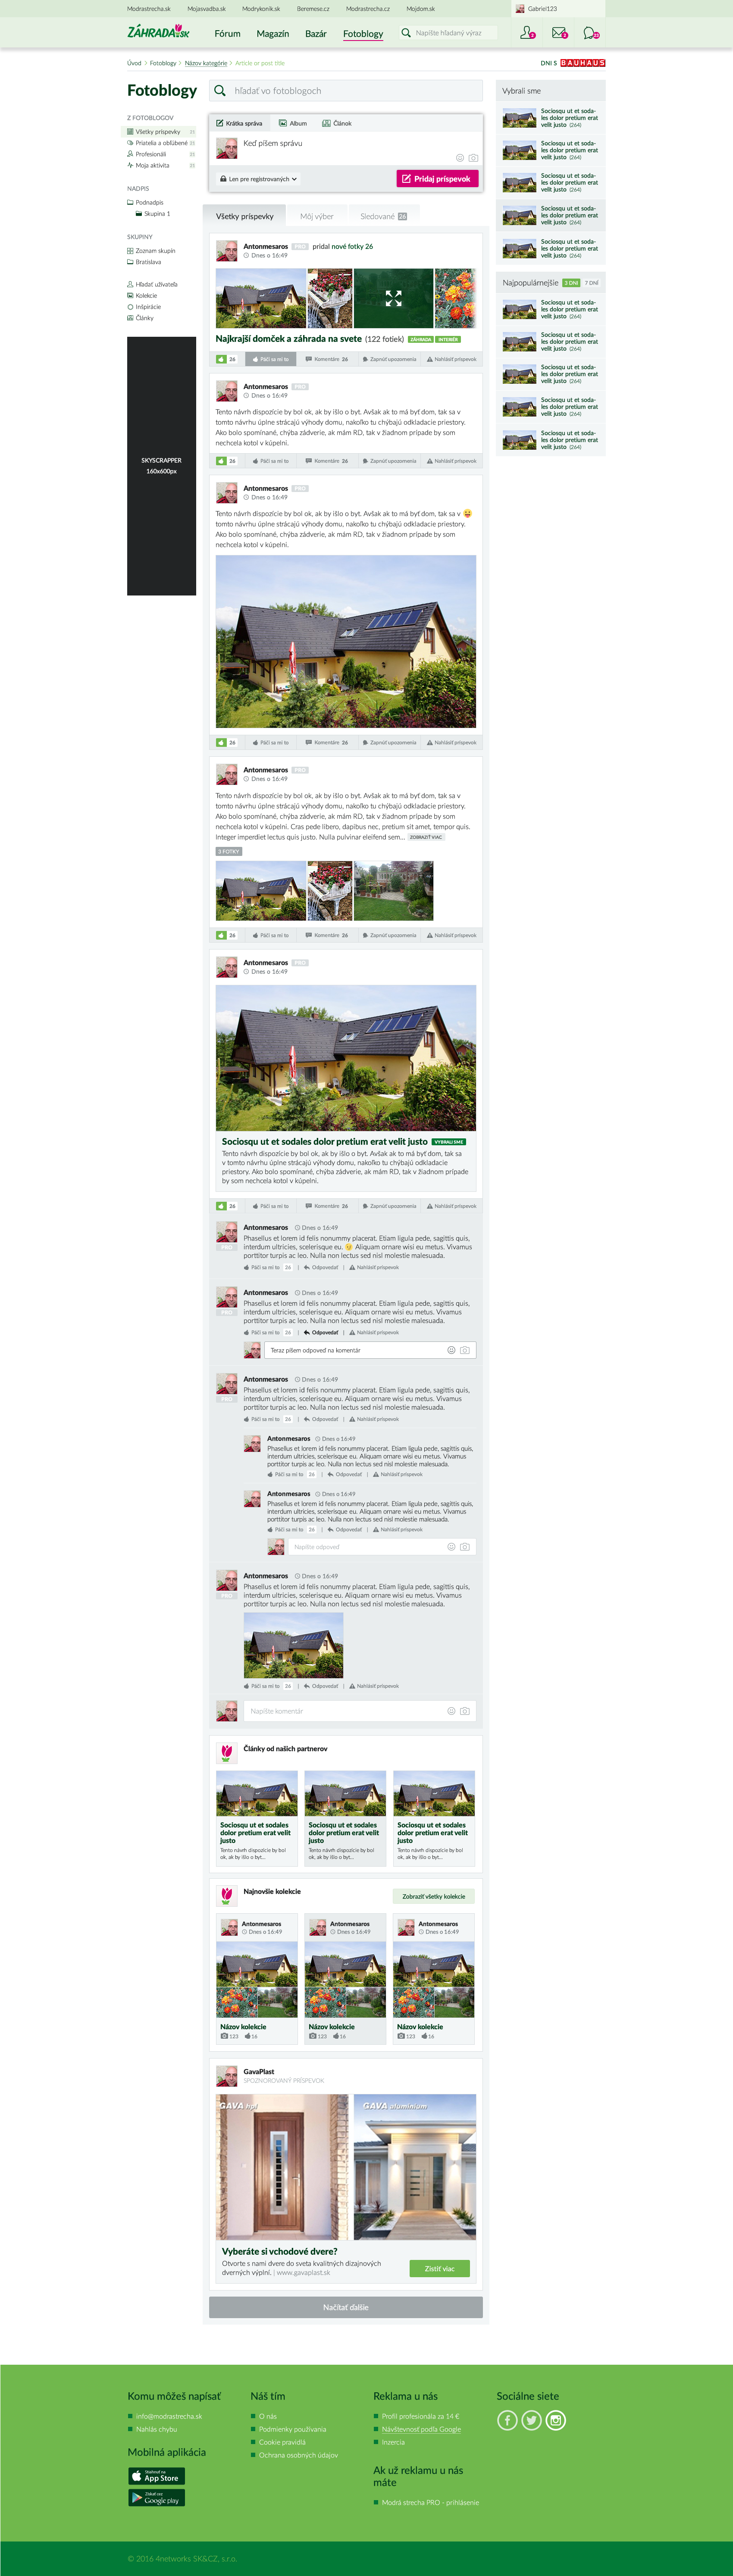 Modrastrecha.sk Mojasvadba.sk Modrykonik.sk Beremese.cz Modrastrecha.cz Mojdom.sk Gabriel123
ZÁHRADA.sk Fórum Magazín Bazár Fotoblogy Napíšte hľadaný výraz
Úvod Fotoblogy Názov kategórie Article or post title DNI S BAUHAUS
Fotoblogy
Z FOTOBLOGOV
Všetky príspevky
Priatelia a obľúbené
Profesionáli
Moja aktivita
NADPIS
Podnadpis
Skupina 1
SKUPINY
Zoznam skupín
Bratislava
Hľadať užívateľa
Kolekcie
Inšpirácie
Články
SKYSCRAPPER
160x600px
hľadať vo fotoblogoch
Krátka správa Album Článok
Keď píšem správu
Len pre registrovaných Pridaj príspevok
Všetky príspevky Môj výber Sledované 26
Antonmesaros PRO pridal nové fotky 26
Dnes o 16:49
Najkrajší domček a záhrada na svete (122 fotiek) ZÁHRADA INTERIÉR
26 Páči sa mi to Komentáre 26 Zapnúť upozornenia Nahlásiť príspevok
Antonmesaros PRO
Dnes o 16:49
Tento návrh dispozície by bol ok, ak by išlo o byt. Avšak ak to má byť dom, tak sa v
tomto návrhu úplne strácajú výhody domu, nakoľko tu chýbajú odkladacie priestory.
Ako bolo spomínané, chýba zádverie, ak mám RD, tak v žiadnom prípade by som
nechcela kotol v kúpelni.
26 Páči sa mi to Komentáre 26 Zapnúť upozornenia Nahlásiť príspevok
Antonmesaros PRO
Dnes o 16:49
Tento návrh dispozície by bol ok, ak by išlo o byt. Avšak ak to má byť dom, tak sa v
tomto návrhu úplne strácajú výhody domu, nakoľko tu chýbajú odkladacie priestory.
Ako bolo spomínané, chýba zádverie, ak mám RD, tak v žiadnom prípade by som
nechcela kotol v kúpelni.
26 Páči sa mi to Komentáre 26 Zapnúť upozornenia Nahlásiť príspevok
Antonmesaros PRO
Dnes o 16:49
Tento návrh dispozície by bol ok, ak by išlo o byt. Avšak ak to má byť dom, tak sa v
tomto návrhu úplne strácajú výhody domu, nakoľko tu chýbajú odkladacie priestory.
Ako bolo spomínané, chýba zádverie, ak mám RD, tak v žiadnom prípade by som
nechcela kotol v kúpelni. Cras pede libero, dapibus nec, pretium sit amet, tempor quis.
Integer imperdiet lectus quis justo. Nulla pulvinar eleifend sem... ZOBRAZIŤ VIAC
3 FOTKY
26 Páči sa mi to Komentáre 26 Zapnúť upozornenia Nahlásiť príspevok
Antonmesaros PRO
Dnes o 16:49
Sociosqu ut et sodales dolor pretium erat velit justo VYBRALI SME
Tento návrh dispozície by bol ok, ak by išlo o byt. Avšak ak to má byť dom, tak sa
v tomto návrhu úplne strácajú výhody domu, nakoľko tu chýbajú odkladacie
priestory. Ako bolo spomínané, chýba zádverie, ak mám RD, tak v žiadnom prípade
by som nechcela kotol v kúpelni.
26 Páči sa mi to Komentáre 26 Zapnúť upozornenia Nahlásiť príspevok
Antonmesaros Dnes o 16:49
PRO
Phasellus et lorem id felis nonummy placerat. Etiam ligula pede, sagittis quis,
interdum ultricies, scelerisque eu. Aliquam ornare wisi eu metus. Vivamus
porttitor turpis ac leo. Nulla non lectus sed nisl molestie malesuada.
Páči sa mi to 26 | Odpovedať | Nahlásiť príspevok
Antonmesaros Dnes o 16:49
PRO
Phasellus et lorem id felis nonummy placerat. Etiam ligula pede, sagittis quis,
interdum ultricies, scelerisque eu. Aliquam ornare wisi eu metus. Vivamus
porttitor turpis ac leo. Nulla non lectus sed nisl molestie malesuada.
Páči sa mi to 26 | Odpovedať | Nahlásiť príspevok
Teraz píšem odpoveď na komentár
Antonmesaros Dnes o 16:49
PRO
Phasellus et lorem id felis nonummy placerat. Etiam ligula pede, sagittis quis,
interdum ultricies, scelerisque eu. Aliquam ornare wisi eu metus. Vivamus
porttitor turpis ac leo. Nulla non lectus sed nisl molestie malesuada.
Páči sa mi to 26 | Odpovedať | Nahlásiť príspevok
Antonmesaros Dnes o 16:49
Phasellus et lorem id felis nonummy placerat. Etiam ligula pede, sagittis quis,
interdum ultricies, scelerisque eu. Aliquam ornare wisi eu metus. Vivamus
porttitor turpis ac leo. Nulla non lectus sed nisl molestie malesuada.
Páči sa mi to 26 | Odpovedať | Nahlásiť príspevok
Antonmesaros Dnes o 16:49
Phasellus et lorem id felis nonummy placerat. Etiam ligula pede, sagittis quis,
interdum ultricies, scelerisque eu. Aliquam ornare wisi eu metus. Vivamus
porttitor turpis ac leo. Nulla non lectus sed nisl molestie malesuada.
Páči sa mi to 26 | Odpovedať | Nahlásiť príspevok
Napíšte odpoveď
Antonmesaros Dnes o 16:49
PRO
Phasellus et lorem id felis nonummy placerat. Etiam ligula pede, sagittis quis,
interdum ultricies, scelerisque eu. Aliquam ornare wisi eu metus. Vivamus
porttitor turpis ac leo. Nulla non lectus sed nisl molestie malesuada.
Páči sa mi to 26 | Odpovedať | Nahlásiť príspevok
Napíšte komentár
Články od našich partnerov
Sociosqu ut et sodales
dolor pretium erat velit
justo
Tento návrh dispozície by bol
ok, ak by išlo o byt...
Sociosqu ut et sodales
dolor pretium erat velit
justo
Tento návrh dispozície by bol
ok, ak by išlo o byt...
Sociosqu ut et sodales
dolor pretium erat velit
justo
Tento návrh dispozície by bol
ok, ak by išlo o byt...
Najnovšie kolekcie Zobraziť všetky kolekcie
Antonmesaros
Dnes o 16:49
Názov kolekcie
123 16
Antonmesaros
Dnes o 16:49
Názov kolekcie
123 16
Antonmesaros
Dnes o 16:49
Názov kolekcie
123 16
GavaPlast
SPONZOROVANÝ PRÍSPEVOK
GAVA hpl GAVA aluminium
Vyberáte si vchodové dvere?
Otvorte s nami dvere do sveta kvalitných dizajnových
dverných výplní. | www.gavaplast.sk
Zistiť viac
Načítať ďalšie
Vybrali sme
Sociosqu ut et soda-
les dolor pretium erat
velit justo (264)
Sociosqu ut et soda-
les dolor pretium erat
velit justo (264)
Sociosqu ut et soda-
les dolor pretium erat
velit justo (264)
Sociosqu ut et soda-
les dolor pretium erat
velit justo (264)
Sociosqu ut et soda-
les dolor pretium erat
velit justo (264)
Najpopulárnejšie 3 DNI 7 DNÍ
Sociosqu ut et soda-
les dolor pretium erat
velit justo (264)
Sociosqu ut et soda-
les dolor pretium erat
velit justo (264)
Sociosqu ut et soda-
les dolor pretium erat
velit justo (264)
Sociosqu ut et soda-
les dolor pretium erat
velit justo (264)
Sociosqu ut et soda-
les dolor pretium erat
velit justo (264)
Komu môžeš napísať
info@modrastrecha.sk
Nahlás chybu
Mobilná aplikácia
Stiahnuť na
App Store
Získať cez
Google play
Náš tím
O nás
Podmienky používania
Cookie pravidlá
Ochrana osobných údajov
Reklama u nás
Profil profesionála za 14 €
Návštevnosť podľa Google
Inzercia
Ak už reklamu u nás
máte
Modrá strecha PRO - prihlásenie
Sociálne siete
© 2016 4networks SK&CZ, s.r.o.